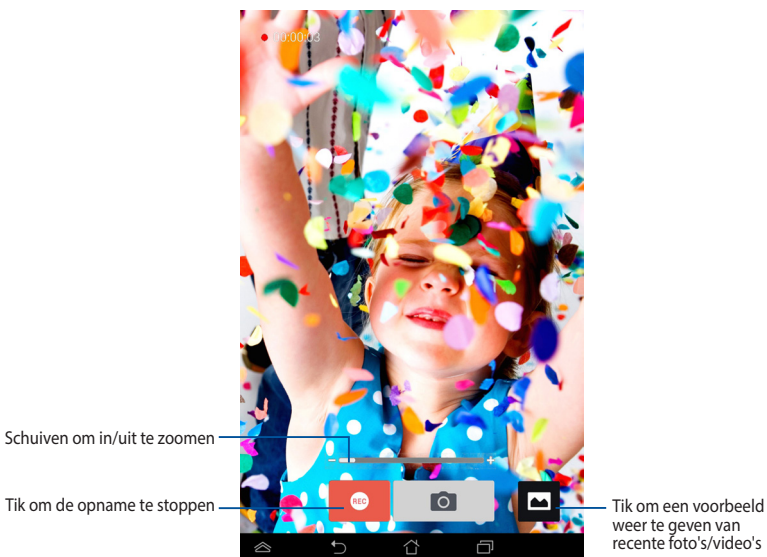 00:00:03
Schuiven om in/uit te zoomen
- +
Tik om de opname te stoppen
REC
Tik om een voorbeeld
weer te geven van
recente foto's/video's